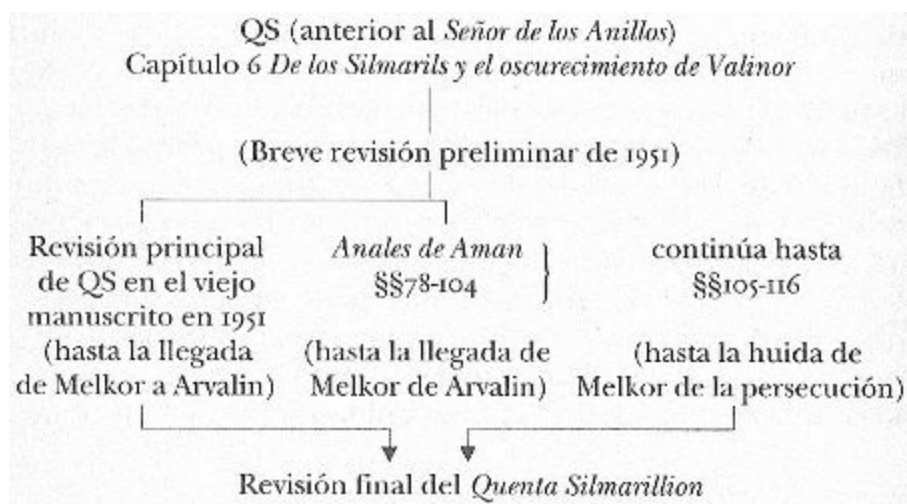 QS (anterior al Señor de los Anillos)
Capítulo 6 De los Silmarils y el oscurecimiento de Valinor
(Breve revisión preliminar de 1951)
Revisión principal
de QS en el viejo
manuscrito en 1951
(hasta la llegada
de Melkor a Arvalin)
Anales de Aman
§§78-104
(hasta la llegada de
Melkor de Arvalin)
continúa hasta
§§105-116
(hasta la huida de
Melkor de la persecución)
Revisión final del Quenta Silmarillion